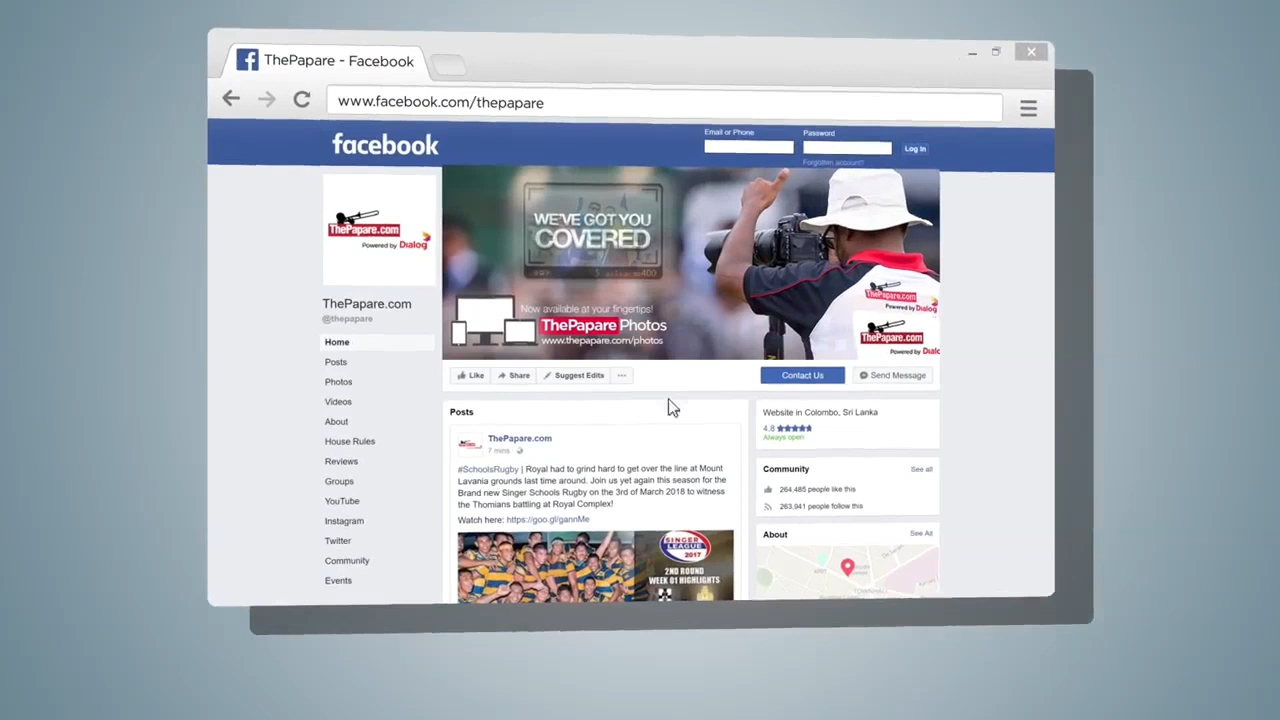 ThePapare - Facebook
www.facebook.com/thepapare
facebook
Email or Phone
Password
Log In
Forgotten account?
ThePapare.com
Powered by Dialog
ThePapare.com
@thepapare
Home
Posts
Photos
Videos
About
House Rules
Reviews
Groups
YouTube
Instagram
Twitter
Community
Events
WE'VE GOT YOU
COVERED
Now available at your fingertips!
ThePapare Photos
www.thepapare.com/photos
ThePapare.com
Powered by Dialog
ThePapare.com
Powered by Dialo
Like
Share
Suggest Edits
Contact Us
Send Message
Posts
ThePapare.com
7 mins
#SchoolsRugby | Royal had to grind hard to get over the line at Mount
Lavania grounds last time around. Join us yet again this season for the
Brand new Singer Schools Rugby on the 3rd of March 2018 to witness
the Thomians battling at Royal Complex!
Watch here: https://goo.gl/gannMe
SINGER
LEAGUE
2017
2ND ROUND
WEEK 01 HIGHLIGHTS
Website in Colombo, Sri Lanka
4.8
Always open
Community
See all
264,485 people like this
263,941 people follow this
About
See All